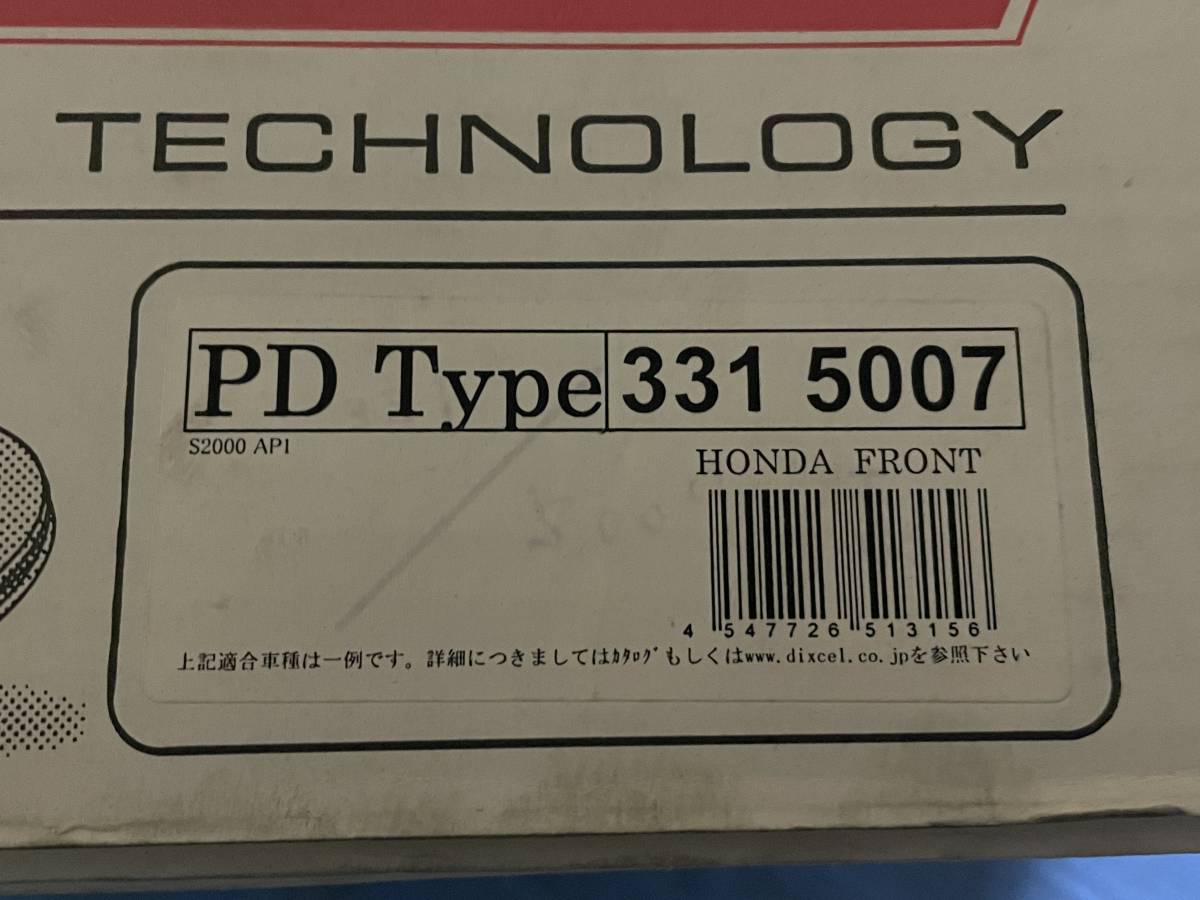 TECHNOLOGY
PD Type 331 5007
S2000 AP1
HONDA FRONT
4 547726 513156
上記適合車種は一例です。詳細につきましてはｶﾀﾛｸﾞもしくはwww.dixcel.co.jpを参照下さい